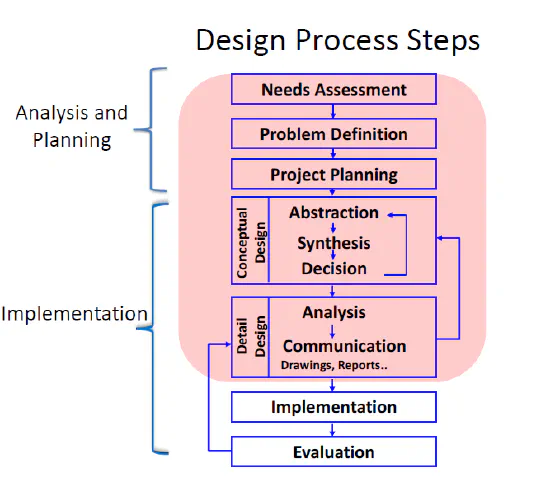 Design Process Steps
Analysis and
Planning
Needs Assessment
Problem Definition
Project Planning
Implementation
Conceptual
Design
Abstraction
Synthesis
Decision
Detail
Design
Analysis
Communication
Drawings, Reports..
Implementation
Evaluation